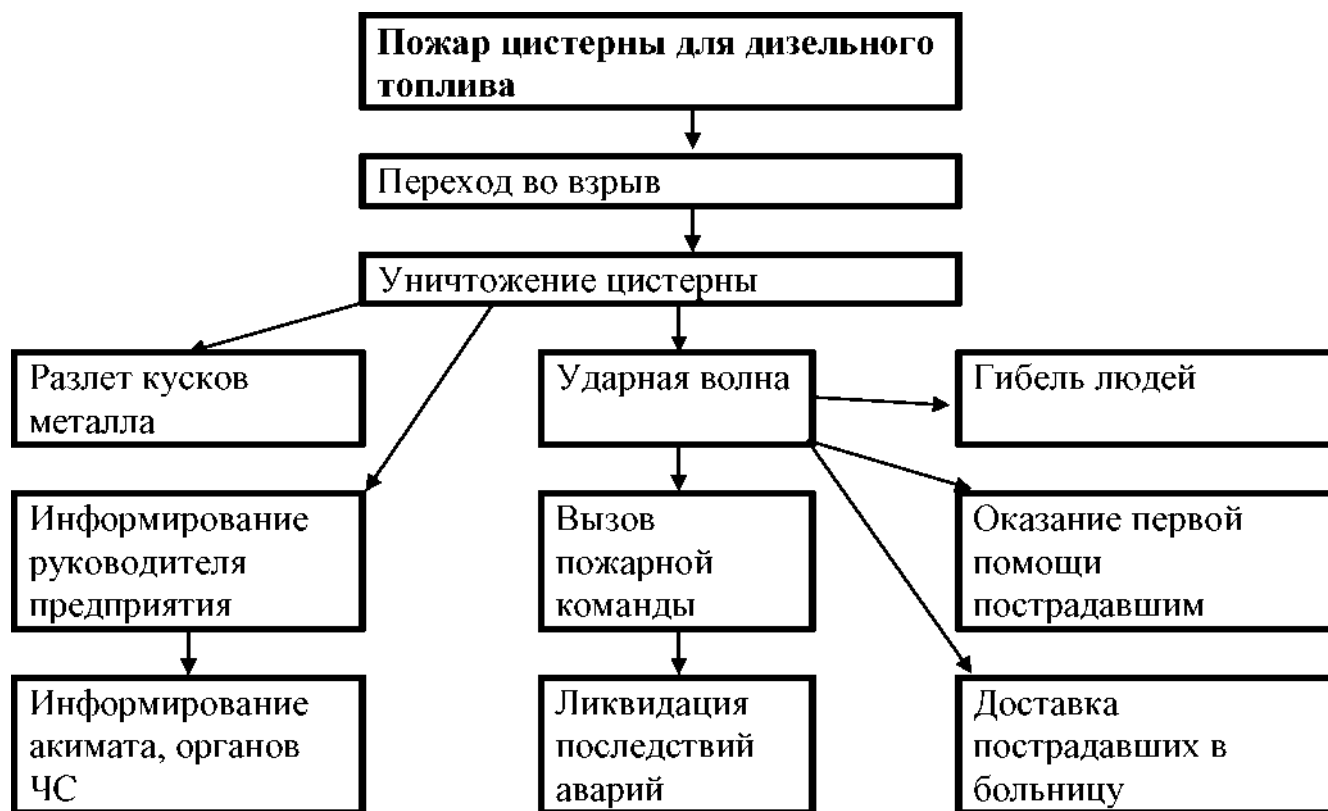 Пожар цистерны для дизельного
топлива
Переход во взрыв
Уничтожение цистерны
Разлет кусков
металла
Ударная волна
Гибель людей
Информирование
руководителя
предприятия
Вызов
пожарной
команды
Оказание первой
помощи
пострадавшим
Информирование
акимата, органов
ЧС
Ликвидация
последствий
аварий
Доставка
пострадавших в
больницу